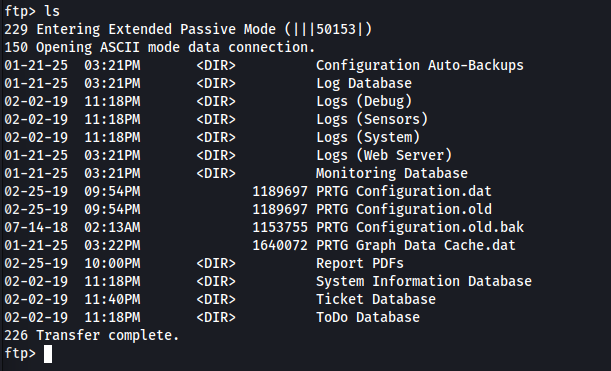 ftp> ls
229 Entering Extended Passive Mode (|||50153|)
150 Opening ASCII mode data connection.
01-21-25  03:21PM       <DIR>          Configuration Auto-Backups
01-21-25  03:21PM       <DIR>          Log Database
02-02-19  11:18PM       <DIR>          Logs (Debug)
02-02-19  11:18PM       <DIR>          Logs (Sensors)
02-02-19  11:18PM       <DIR>          Logs (System)
01-21-25  03:21PM       <DIR>          Logs (Web Server)
01-21-25  03:21PM       <DIR>          Monitoring Database
02-25-19  09:54PM              1189697 PRTG Configuration.dat
02-25-19  09:54PM              1189697 PRTG Configuration.old
07-14-18  02:13AM              1153755 PRTG Configuration.old.bak
01-21-25  03:22PM              1640072 PRTG Graph Data Cache.dat
02-25-19  10:00PM       <DIR>          Report PDFs
02-02-19  11:18PM       <DIR>          System Information Database
02-02-19  11:40PM       <DIR>          Ticket Database
02-02-19  11:18PM       <DIR>          ToDo Database
226 Transfer complete.
ftp>